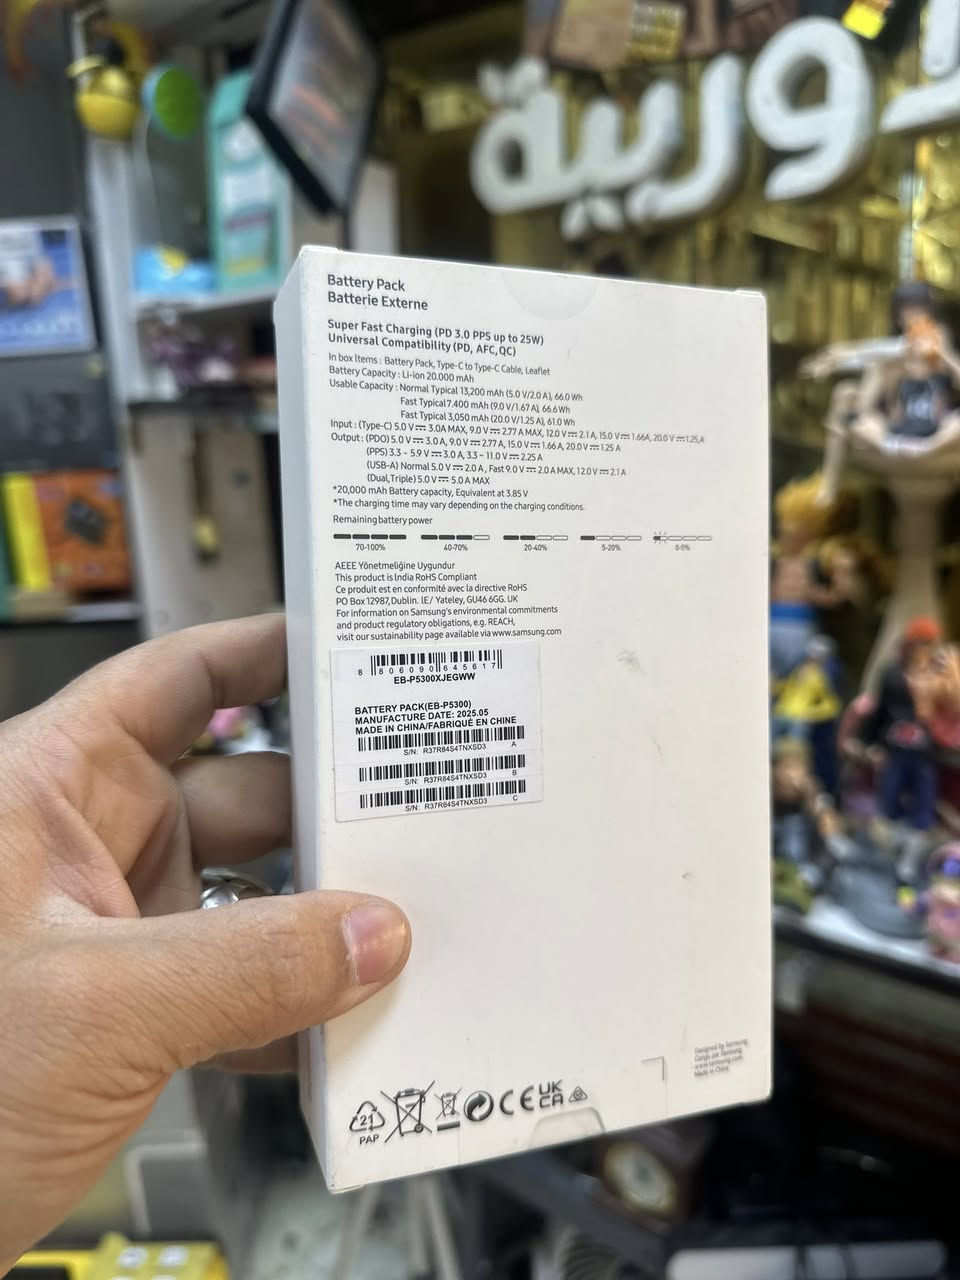 وربية
Battery Pack
Batterie Externe
Super Fast Charging (PD 3.0 PPS up to 25W)
Universal Compatibility (PD, AFC, QC)
In box Items : Battery Pack, Type-C to Type-C Cable, Leaflet
Battery Capacity : Li-ion 20.000 mAh
Usable Capacity : Normal Typical 13,200 mAh (5.0 V/2.0 A), 66.0 Wh
Fast Typical 7.400 mAh (9.0 V/1.67 A), 66.6 Wh
Fast Typical 3,050 mAh (20.0 V/1.25 A), 61.0 Wh
Input : (Type-C) 5.0 V ⎓ 3.0A MAX, 9.0 V ⎓ 2.77 A MAX, 12.0 V ⎓ 2.1 A, 15.0 V ⎓ 1.66A, 20.0 V ⎓ 1.25,A
Output : (PDO) 5.0 V ⎓ 3.0 A, 9.0 V ⎓ 2.77 A, 15.0 V ⎓ 1.66 A, 20.0 V ⎓ 1.25 A
(PPS) 3.3 - 5.9 V ⎓ 3.0 A, 3.3 - 11.0 V ⎓ 2.25 A
(USB-A) Normal 5.0 V ⎓ 2.0 A, Fast 9.0 V ⎓ 2.0 A MAX, 12.0 V ⎓ 2.1 A
(Dual,Triple) 5.0 V ⎓ 5.0 A MAX
*20,000 mAh Battery capacity, Equivalent at 3.85 V
*The charging time may vary depending on the charging conditions.
Remaining battery power
70-100% 40-70% 20-40% 5-20% 0-5%
AEEE Yönetmeliğine Uygundur
This product is India RoHS Compliant
Ce produit est en conformité avec la directive RoHS
PO Box 12987, Dublin. IE/ Yateley, GU46 6GG. UK
For information on Samsung's environmental commitments
and product regulatory obligations, e.g. REACH,
visit our sustainability page available via www.samsung.com
8 806090 645617
EB-P5300XJEGWW
BATTERY PACK(EB-P5300)
MANUFACTURE DATE: 2025.05
MADE IN CHINA/FABRIQUÉ EN CHINE
S/N: R37R84S4TNXSD3 A
S/N: R37R84S4TNXSD3 B
S/N: R37R84S4TNXSD3 C
Designed by Samsung
Conçu par Samsung
www.samsung.com
Made in China
21
PAP
CE
UK
CA